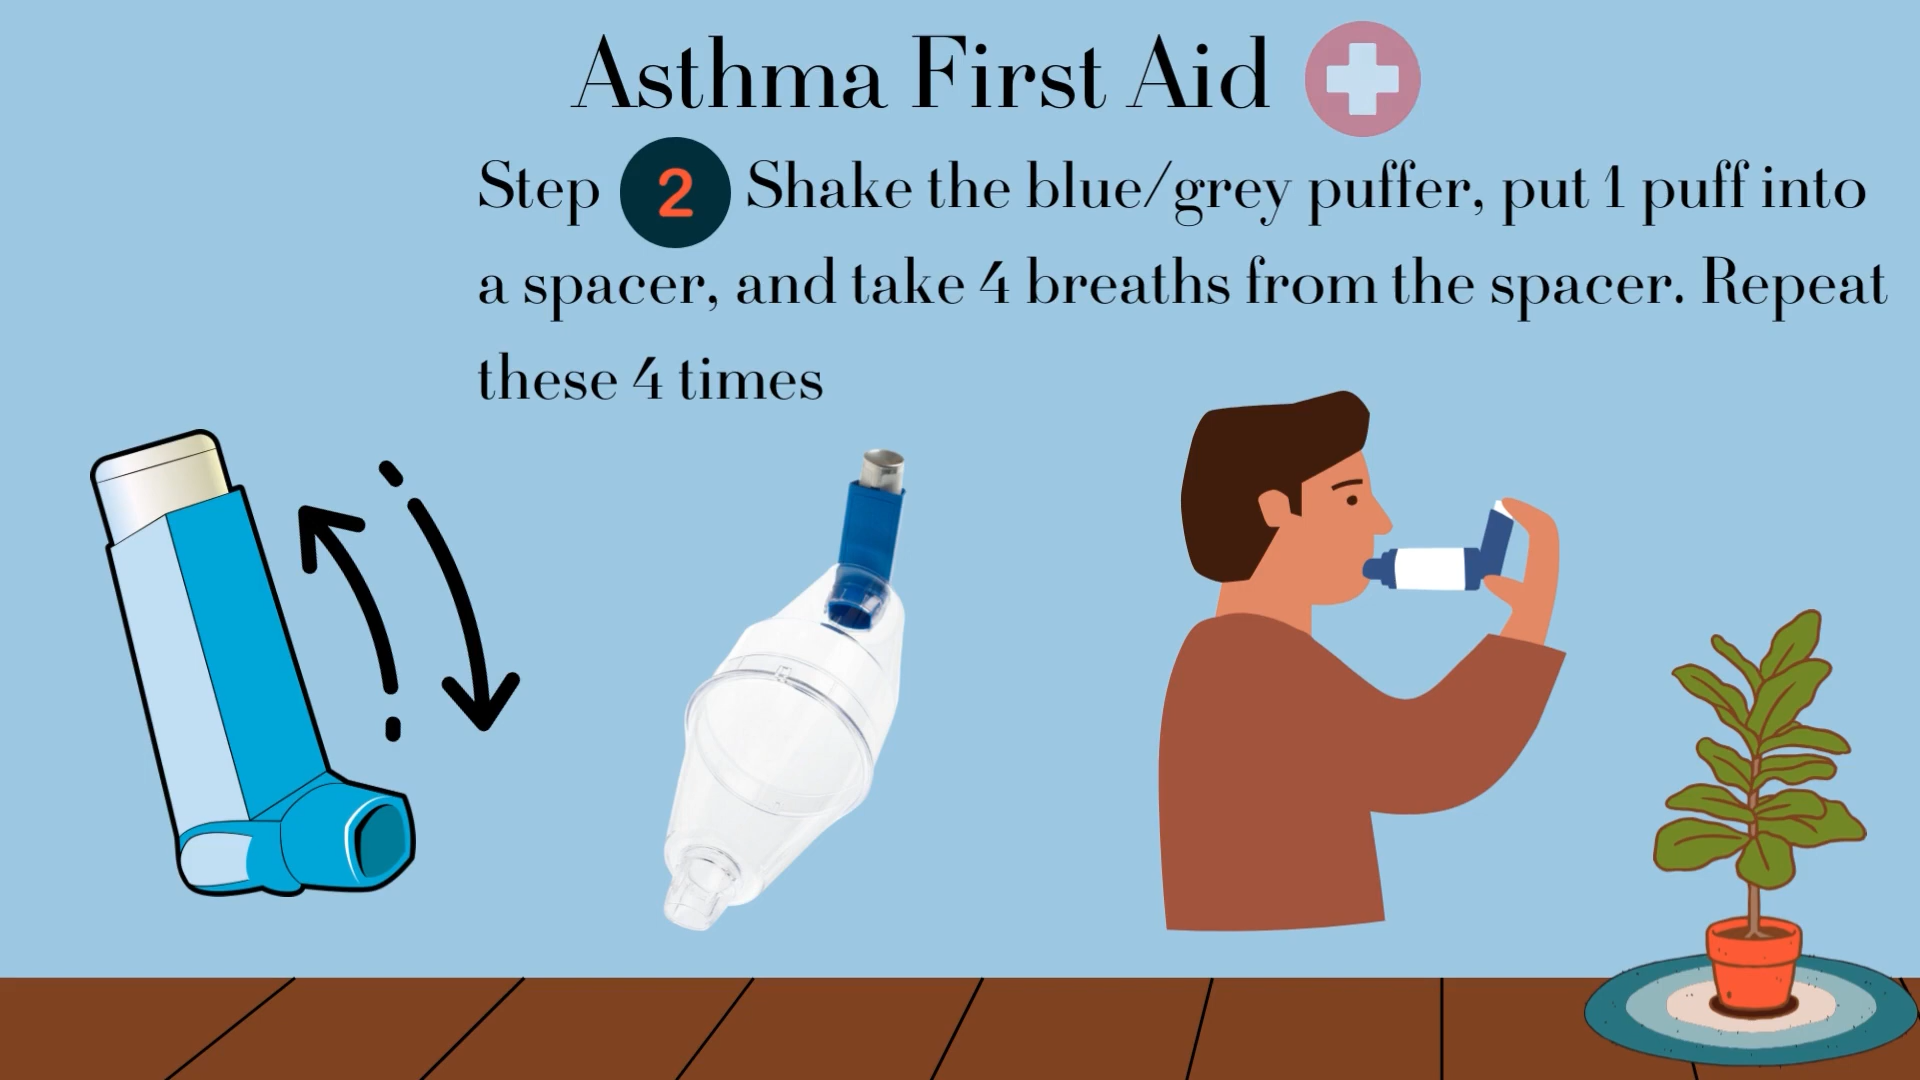 Asthma First Aid
Step 2 Shake the blue/grey puffer, put 1 puff into
a spacer, and take 4 breaths from the spacer. Repeat
these 4 times